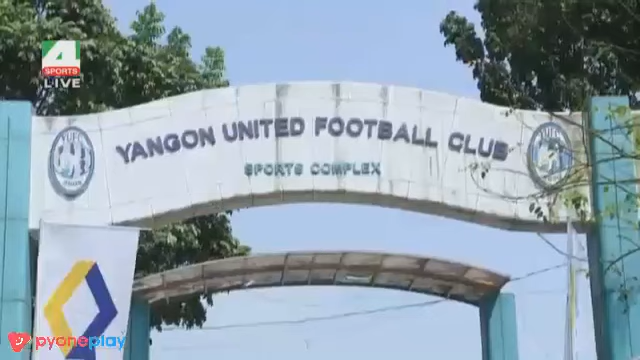 4
SPORTS
LIVE
YANGON UNITED FOOTBALL CLUB
SPORTS COMPLEX
pyoneplay